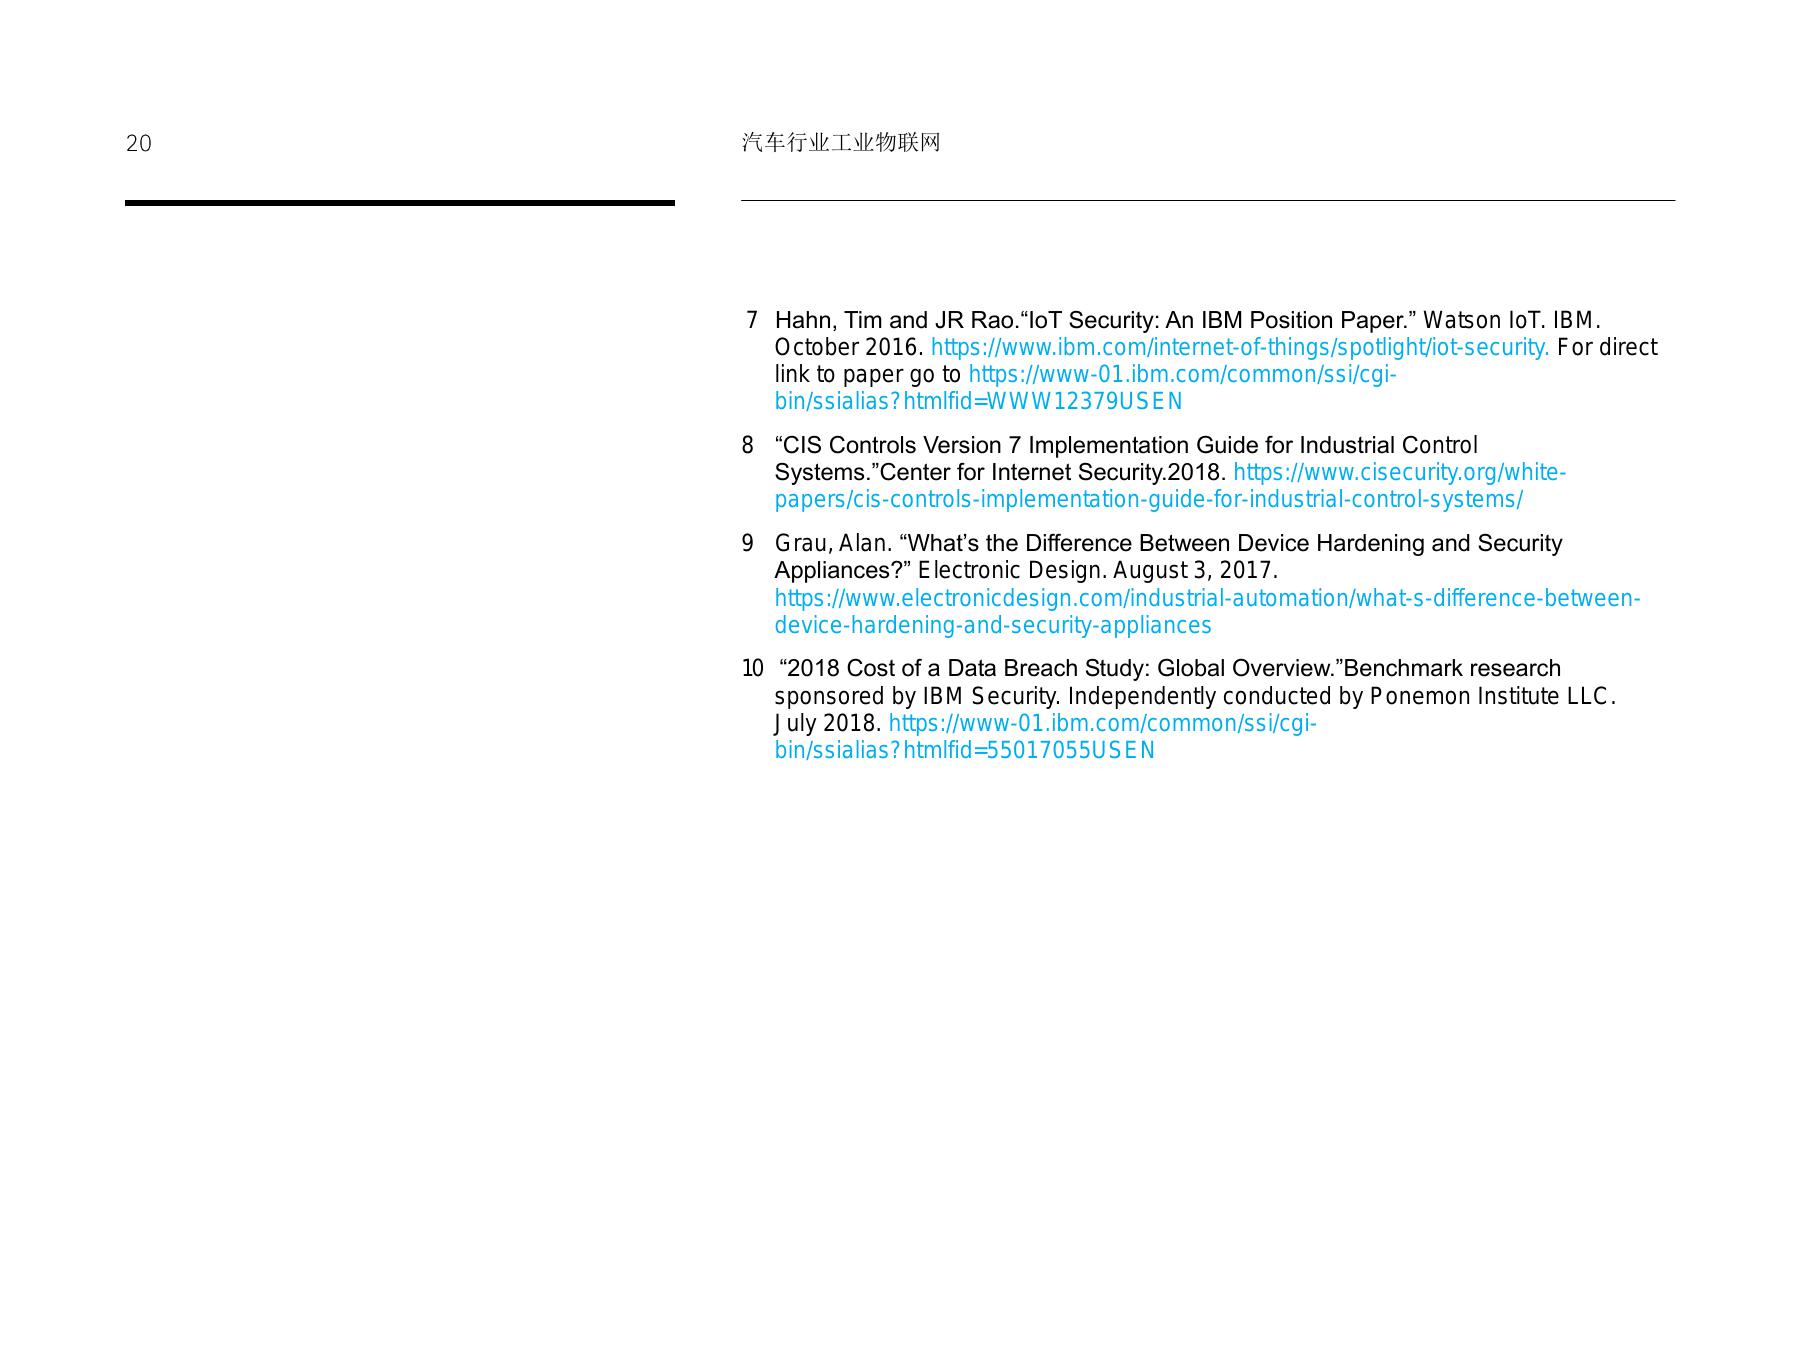 20
汽车行业工业物联网
7 Hahn, Tim and JR Rao.“IoT Security: An IBM Position Paper.” Watson IoT. IBM.
October 2016. https://www.ibm.com/internet-of-things/spotlight/iot-security. For direct
link to paper go to https://www-01.ibm.com/common/ssi/cgi-
bin/ssialias?htmlfid=WWW12379USEN
8 “CIS Controls Version 7 Implementation Guide for Industrial Control
Systems.”Center for Internet Security.2018. https://www.cisecurity.org/white-
papers/cis-controls-implementation-guide-for-industrial-control-systems/
9 Grau, Alan. “What’s the Difference Between Device Hardening and Security
Appliances?” Electronic Design. August 3, 2017.
https://www.electronicdesign.com/industrial-automation/what-s-difference-between-
device-hardening-and-security-appliances
10 “2018 Cost of a Data Breach Study: Global Overview.”Benchmark research
sponsored by IBM Security. Independently conducted by Ponemon Institute LLC.
July 2018. https://www-01.ibm.com/common/ssi/cgi-
bin/ssialias?htmlfid=55017055USEN